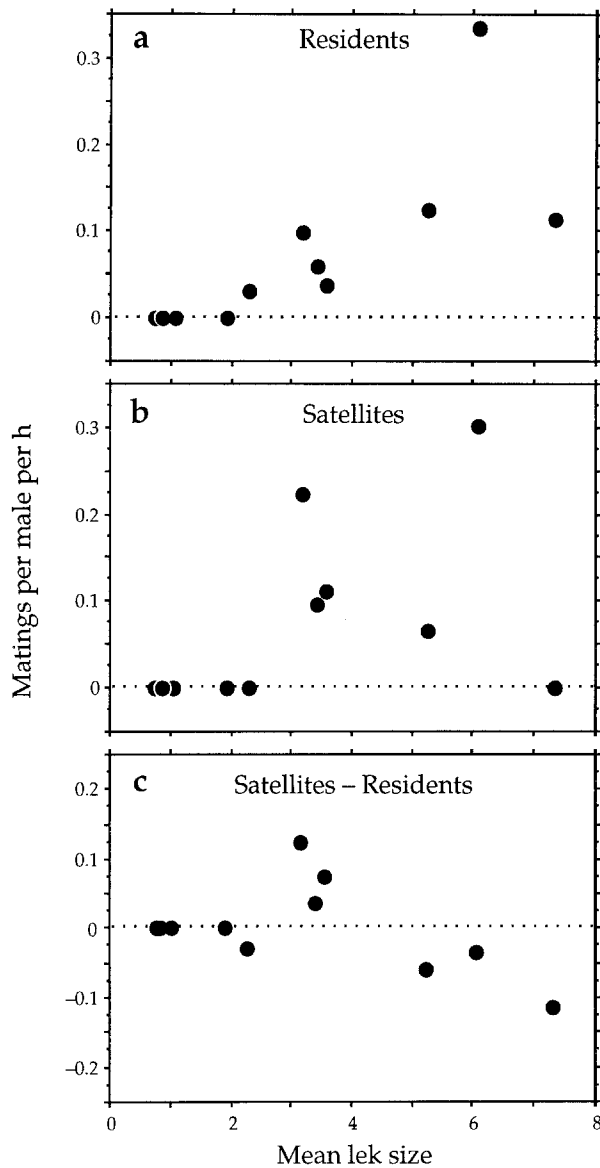 a
Residents
0.3
0.2
0.1
0
b
Satellites
0.3
0.2
0.1
0
Matings per male per h
c
Satellites – Residents
0.2
0.1
0
–0.1
–0.2
0 2 4 6 8
Mean lek size